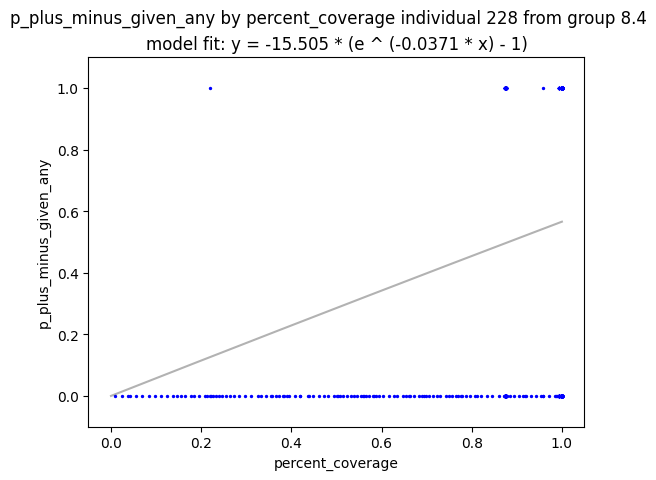 p_plus_minus_given_any by percent_coverage individual 228 from group 8.4
model fit: y = -15.505 * (e ^ (-0.0371 * x) - 1)
1.0
0.8
0.6
0.4
0.2
0.0
p_plus_minus_given_any
0.0 0.2 0.4 0.6 0.8 1.0
percent_coverage